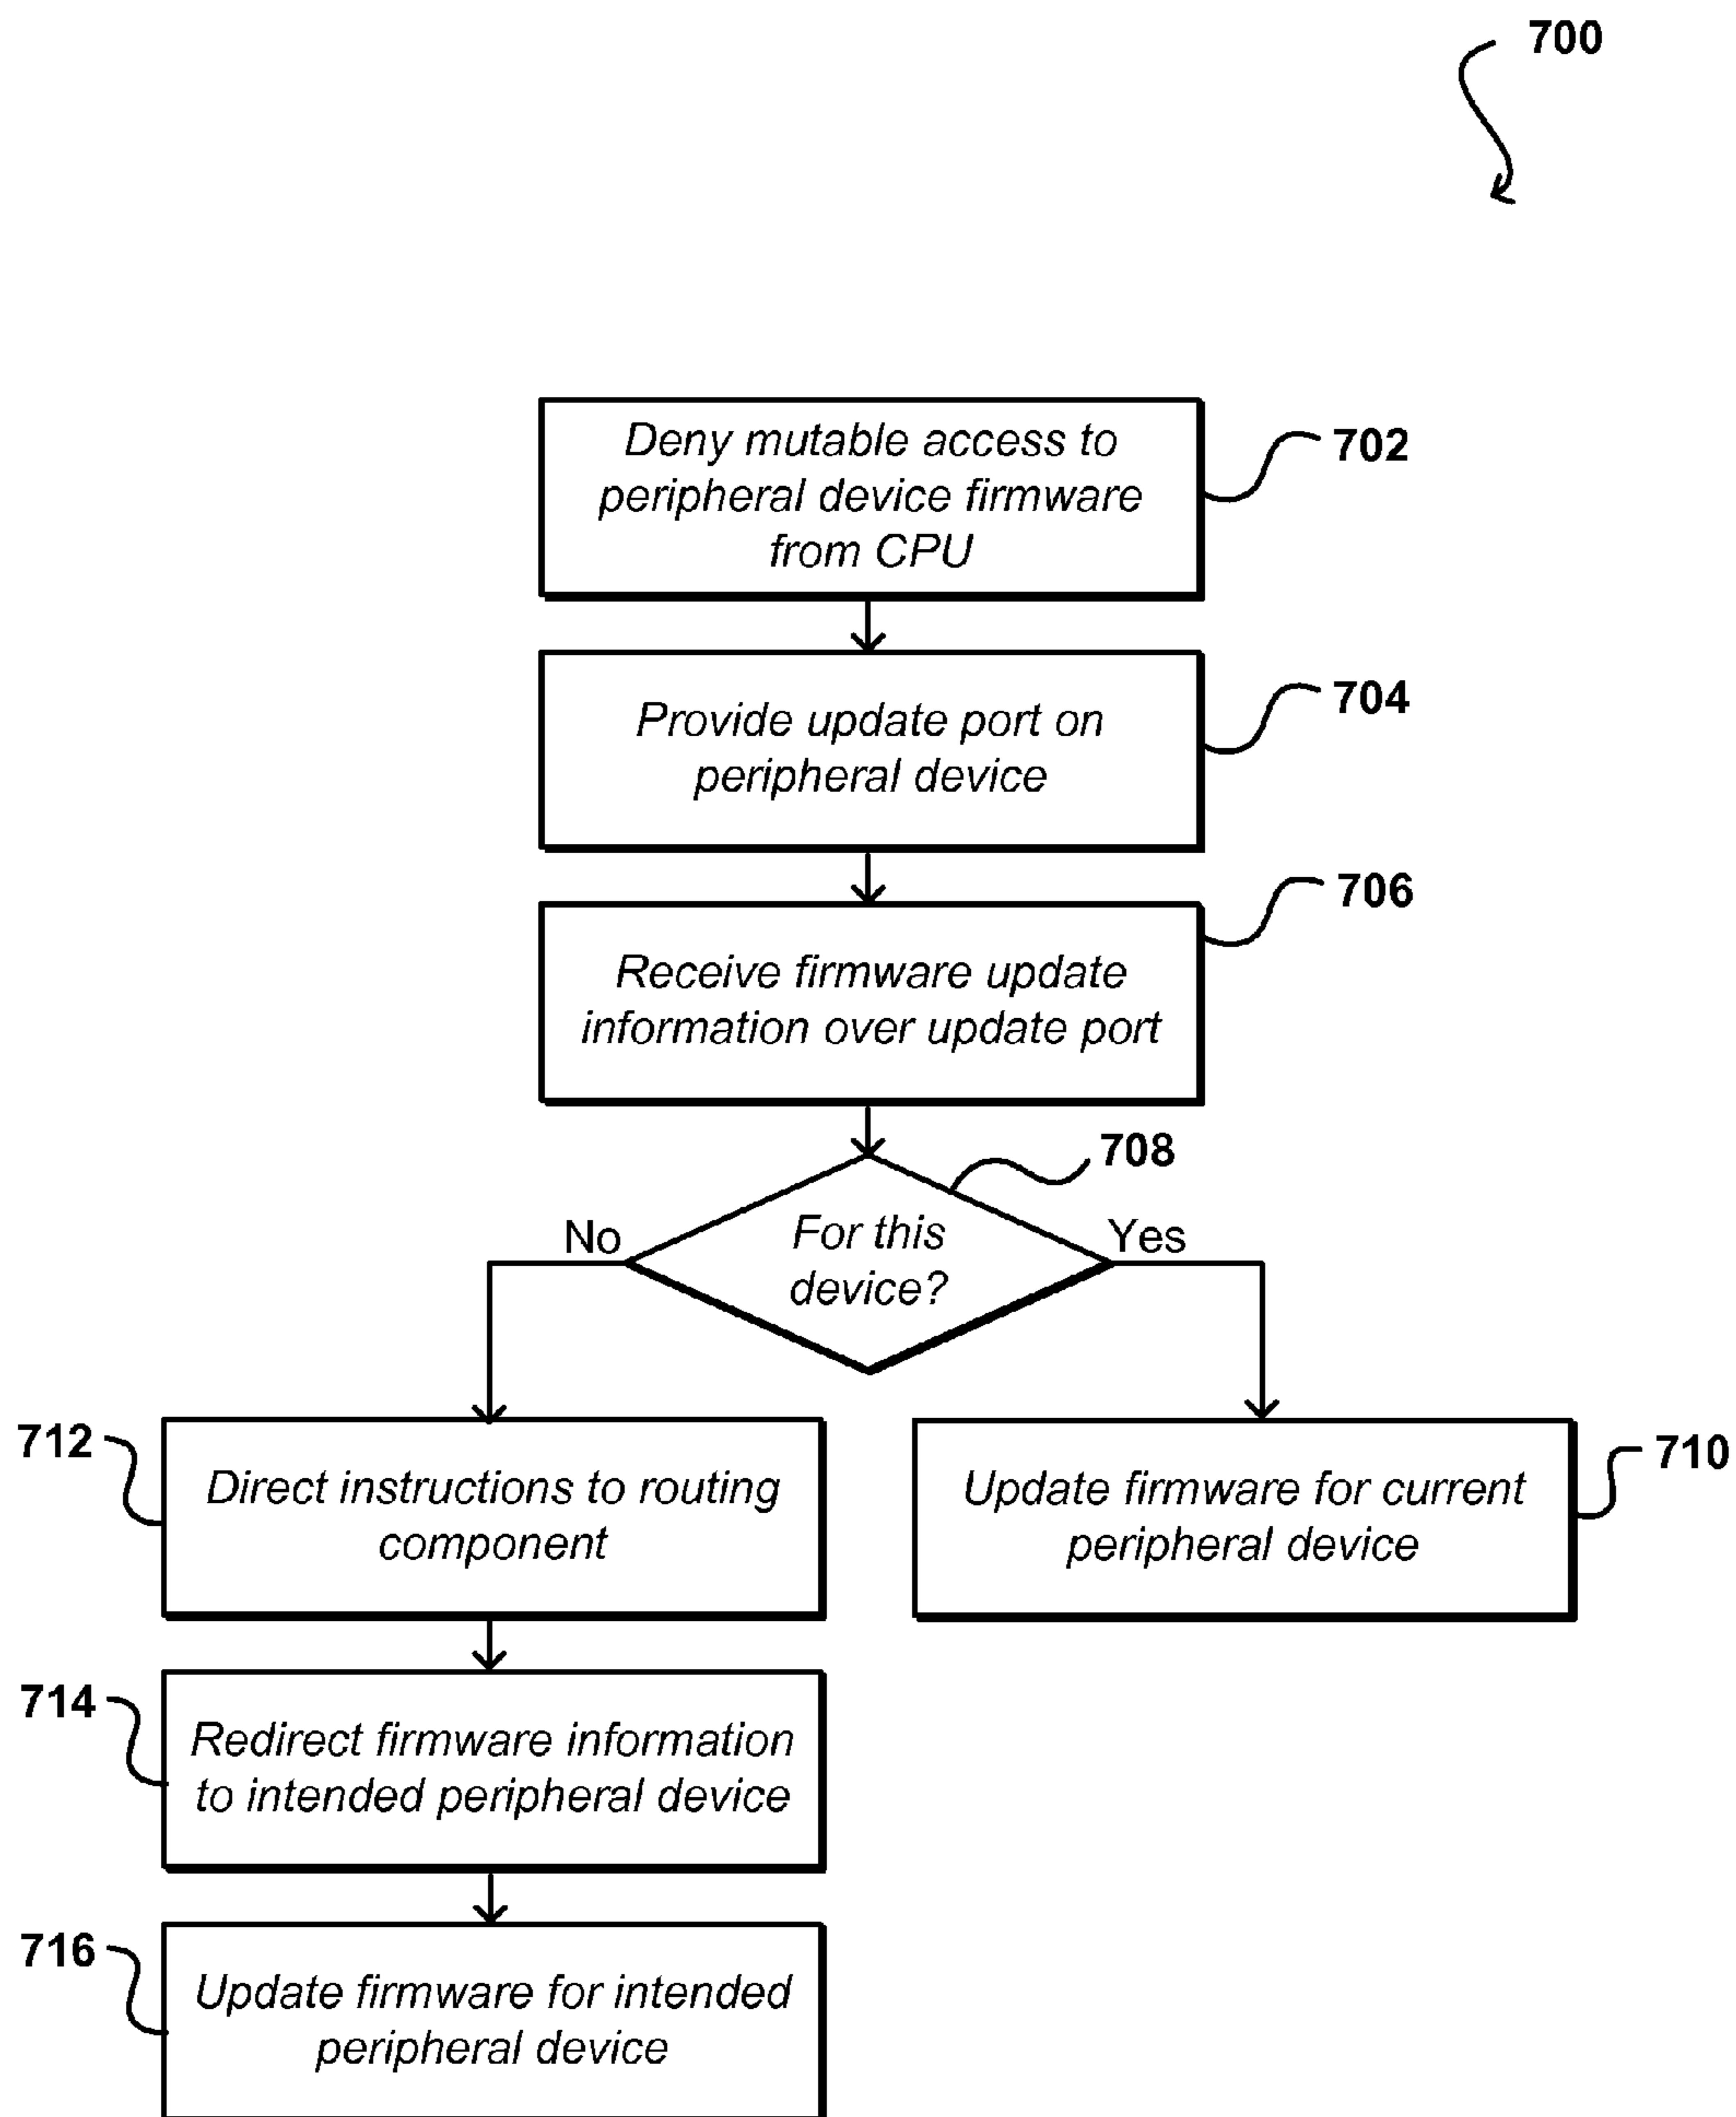 700
Deny mutable access to
peripheral device firmware
from CPU
702
Provide update port on
peripheral device
704
706
Receive firmware update
information over update port
708
For this
device?
No
Yes
712
Direct instructions to routing
component
Update firmware for current
peripheral device
710
714
Redirect firmware information
to intended peripheral device
716
Update firmware for intended
peripheral device